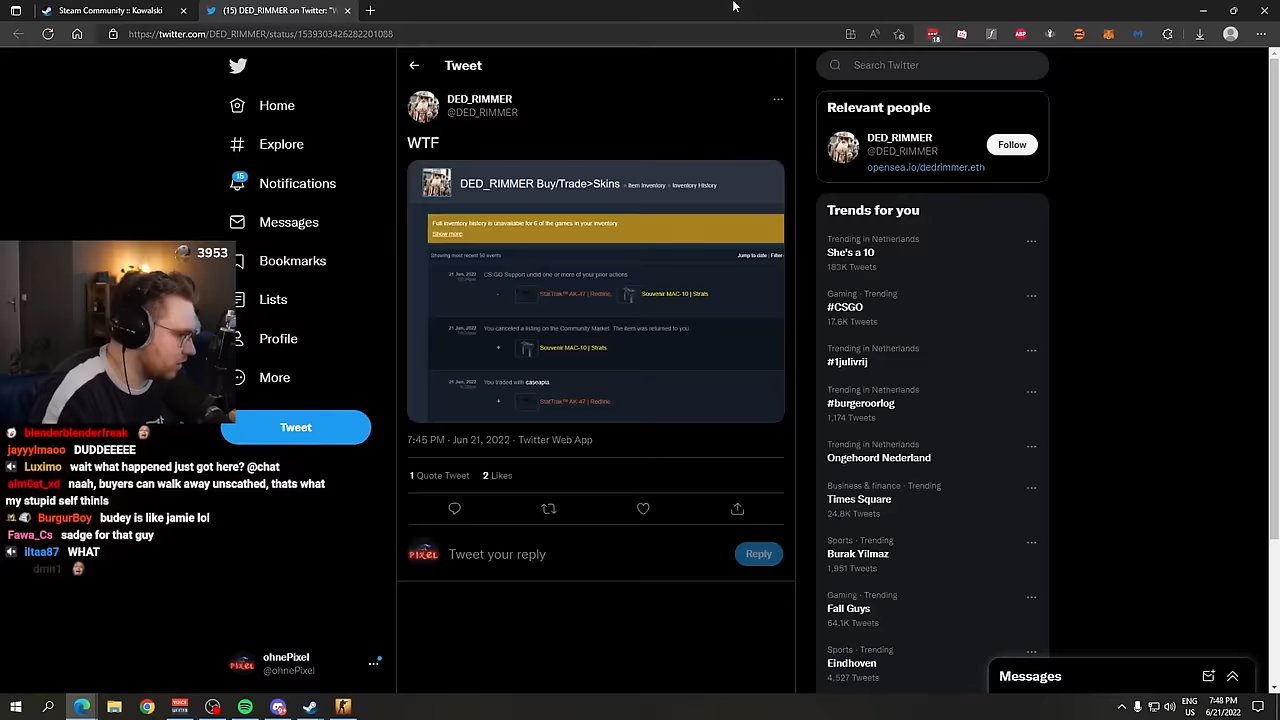 Steam Community :: Kowalski
(15) DED_RIMMER on Twitter: "W
https://twitter.com/DED_RIMMER/status/1539303426282201088
18
ABP
Home
Explore
15
Notifications
Messages
Bookmarks
Lists
Profile
More
Tweet
ohnePixel
@ohnePixel
3953
blenderblenderfreak
jayyylmaoo DUDDEEEEE
Luximo wait what happened just got here? @chat
alm0st_xd naah, buyers can walk away unscathed, thats what
my stupid self thinls
BurgurBoy budey is like jamie lol
Fawa_Cs sadge for that guy
iltaa87 WHAT
dmn1
Tweet
DED_RIMMER
@DED_RIMMER
WTF
DED_RIMMER Buy/Trade>Skins » Item Inventory » Inventory History
Full inventory history is unavailable for 6 of the games in your inventory.
Show more
Showing most recent 50 events
Jump to date | Filter
21 Jun, 2022
CS:GO Support undid one or more of your prior actions
- StatTrak™ AK-47 | Redline, Souvenir MAC-10 | Strats
21 Jun, 2022
You canceled a listing on the Community Market. The item was returned to you.
+ Souvenir MAC-10 | Strats
21 Jun, 2022
You traded with caseapia
+ StatTrak™ AK-47 | Redline
7:45 PM · Jun 21, 2022 · Twitter Web App
1 Quote Tweet 2 Likes
PIXEL
Tweet your reply
Reply
Search Twitter
Relevant people
DED_RIMMER
@DED_RIMMER
Follow
opensea.io/dedrimmer.eth
Trends for you
Trending in Netherlands
She's a 10
183K Tweets
Gaming · Trending
#CSGO
17.6K Tweets
Trending in Netherlands
#1julivrij
Trending in Netherlands
#burgeroorlog
1,174 Tweets
Trending in Netherlands
Ongehoord Nederland
Business & finance · Trending
Times Square
24.8K Tweets
Sports · Trending
Burak Yilmaz
1,951 Tweets
Gaming · Trending
Fall Guys
64.1K Tweets
Sports · Trending
Eindhoven
4,527 Tweets
Messages
ENG
US
7:48 PM
6/21/2022